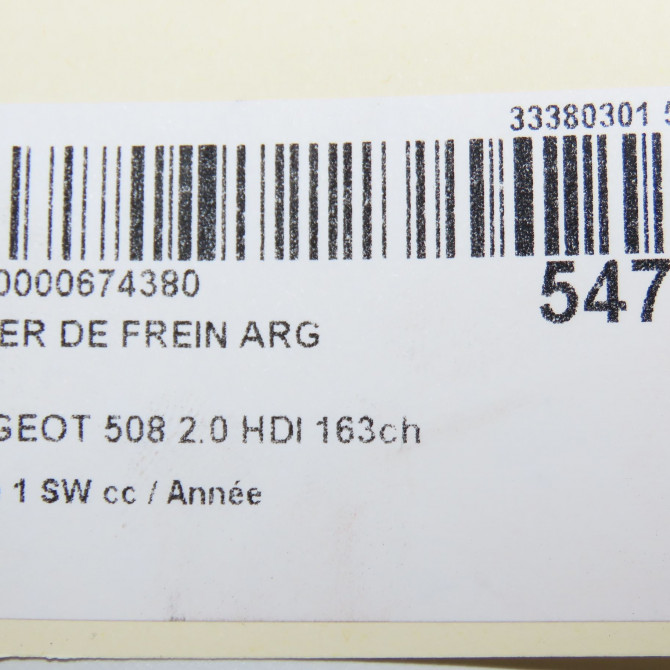 33380301 5
0000674380
547
ER DE FREIN ARG
GEOT 508 2.0 HDI 163ch
1 SW cc / Année